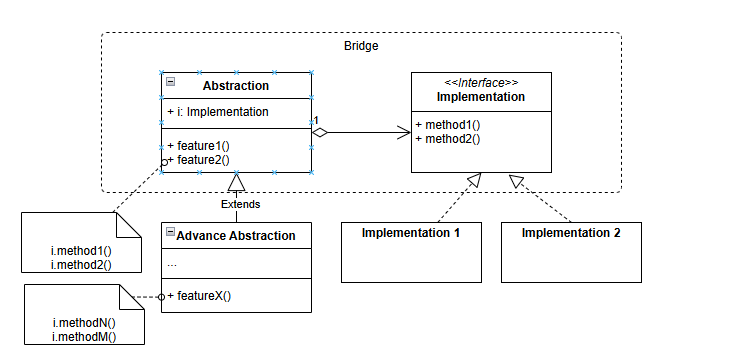 Bridge
Abstraction
+ i: Implementation
+ feature1()
+ feature2()
1
<<Interface>>
Implementation
+ method1()
+ method2()
Extends
i.method1()
i.method2()
Advance Abstraction
...
+ featureX()
i.methodN()
i.methodM()
Implementation 1
Implementation 2